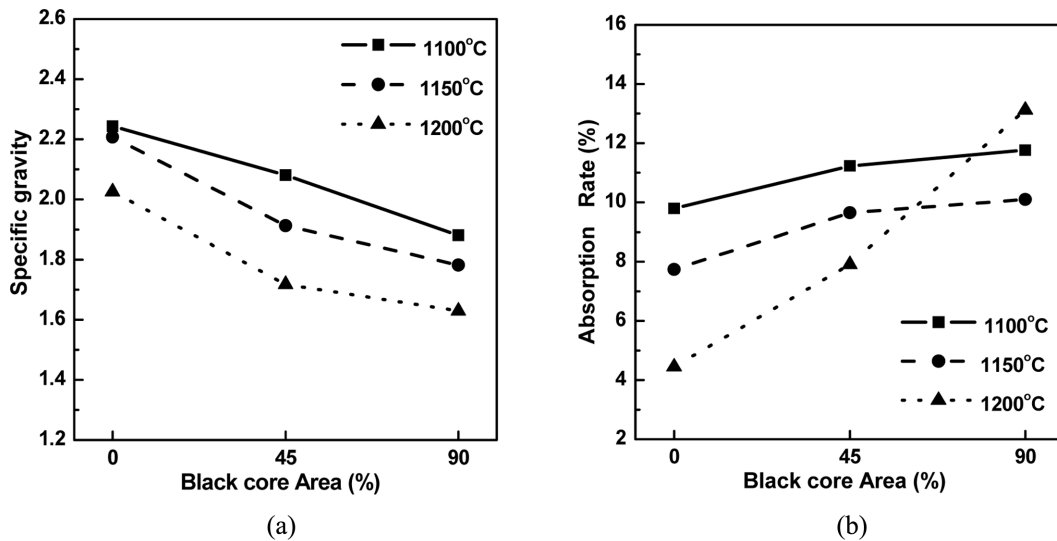 2.6
2.4
2.2
2.0
1.8
1.6
1.4
1.2
Specific gravity
1100°C
1150°C
1200°C
0
45
90
Black core Area (%)
(a)
16
14
12
10
8
6
4
2
Absorption Rate (%)
1100°C
1150°C
1200°C
0
45
90
Black core Area (%)
(b)